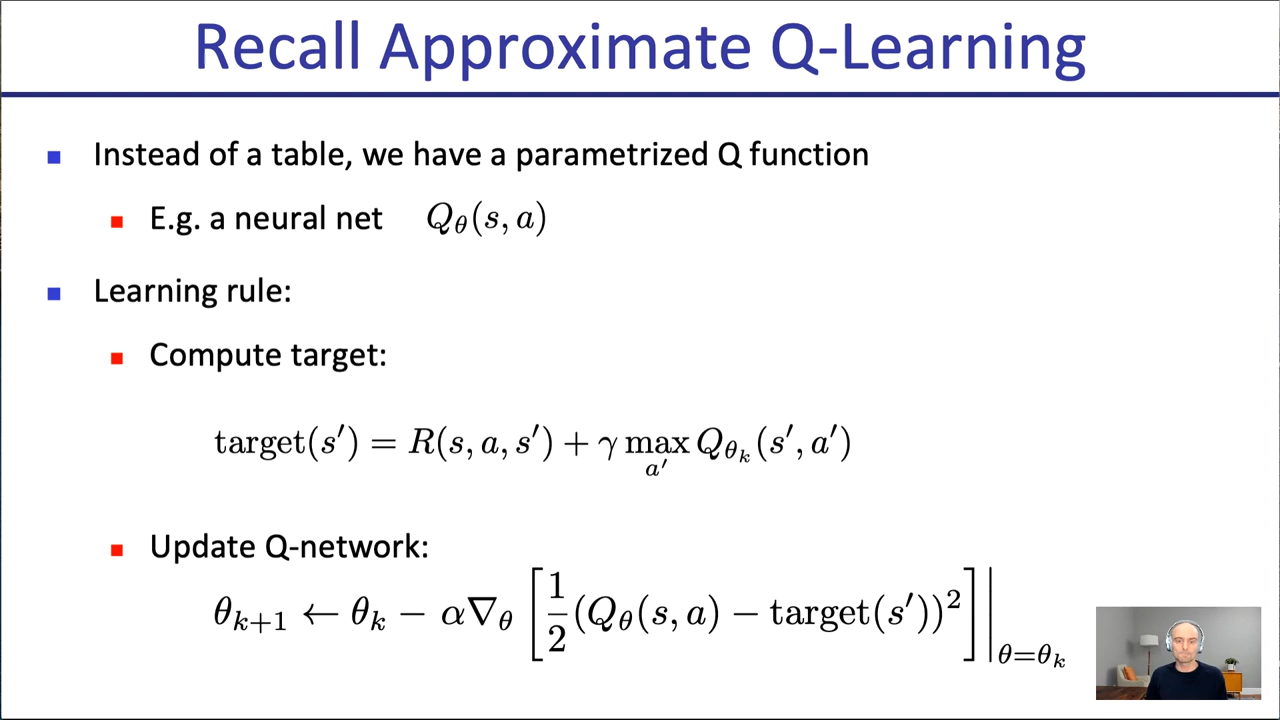 Recall Approximate Q-Learning
▪ Instead of a table, we have a parametrized Q function
▪ E.g. a neural net Q_θ(s, a)
▪ Learning rule:
▪ Compute target:
target(s′) = R(s, a, s′) + γ max_{a′} Q_{θ_k}(s′, a′)
▪ Update Q-network:
θ_{k+1} ← θ_k − α∇_θ [½(Q_θ(s, a) − target(s′))²]|_{θ=θ_k}